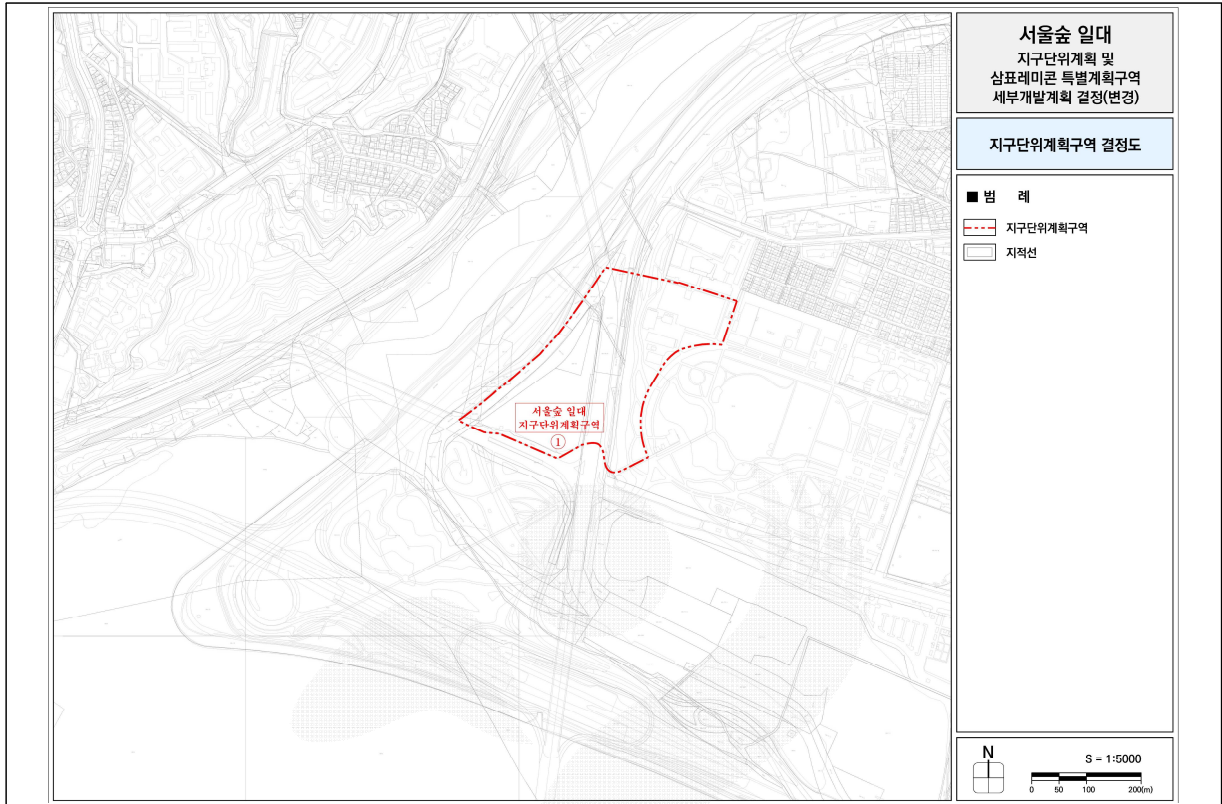 서울숲 일대
지구단위계획 및
삼표레미콘 특별계획구역
세부개발계획 결정(변경)
지구단위계획구역 결정도
■ 범 례
지구단위계획구역
지적선
서울숲 일대
지구단위계획구역
①
N
S = 1:5000
0 50 100 200(m)